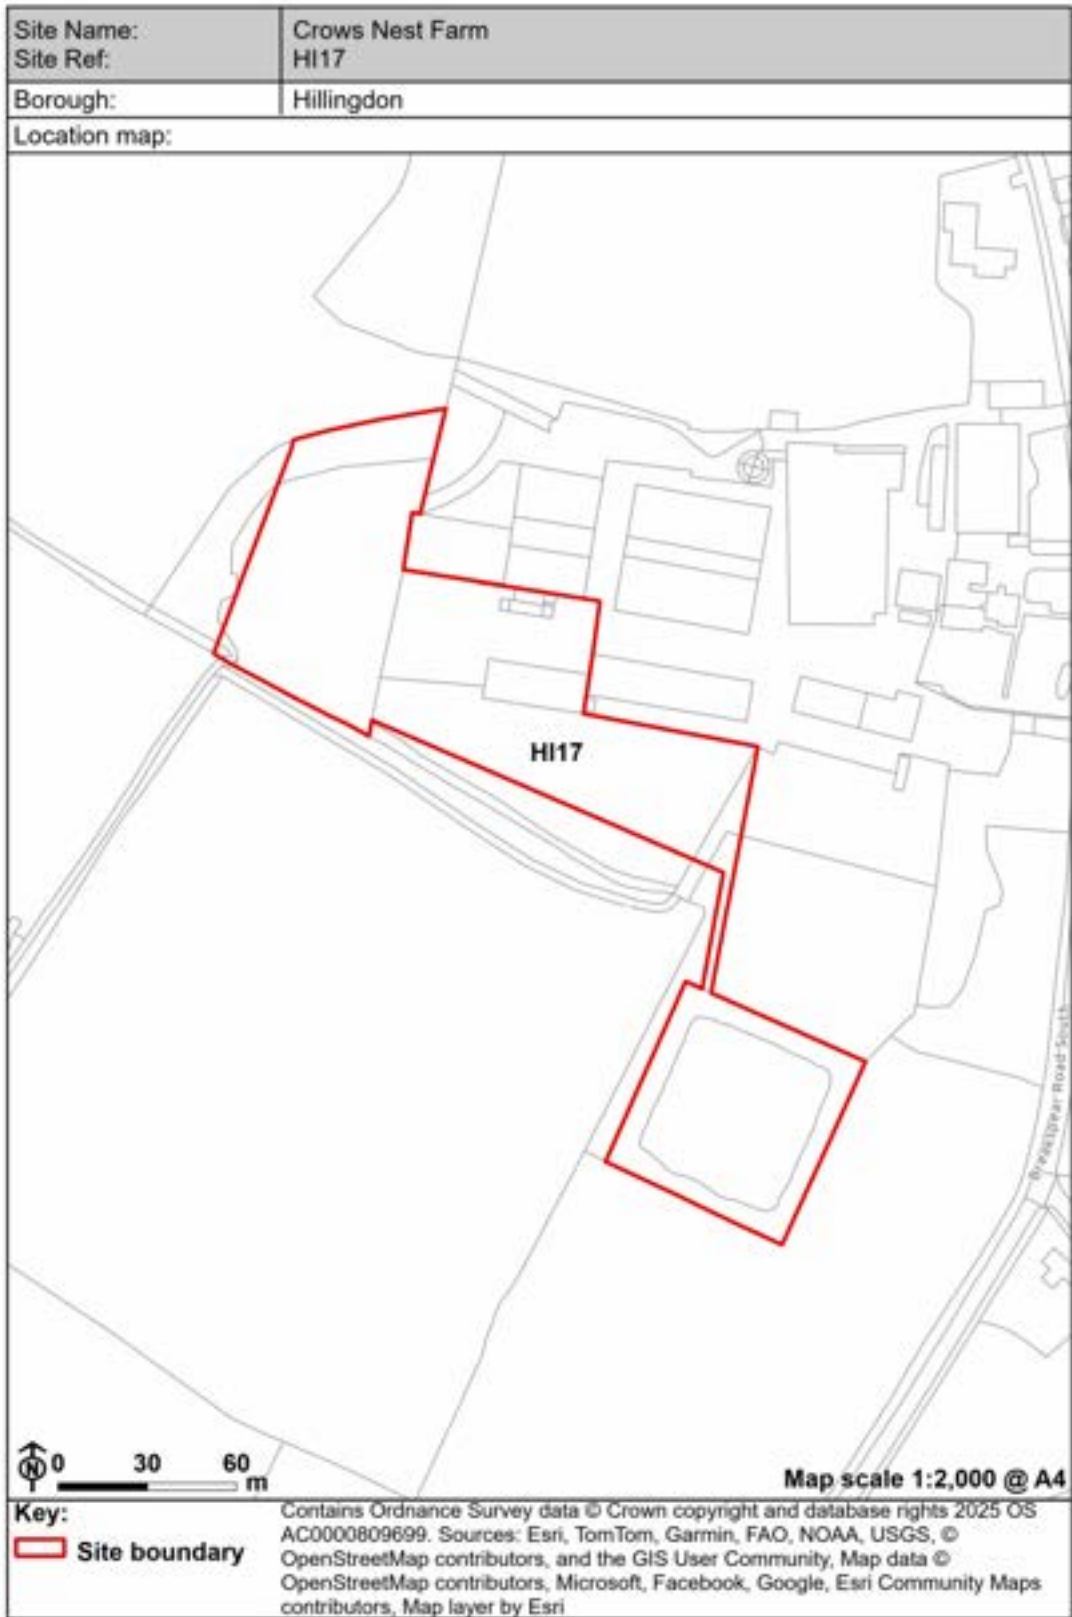 Site Name: Crows Nest Farm
Site Ref: HI17
Borough: Hillingdon
Location map:
HI17
Breakspear Road South
N 0 30 60 m
Map scale 1:2,000 @ A4
Key:
Site boundary
Contains Ordnance Survey data © Crown copyright and database rights 2025 OS
AC0000809699. Sources: Esri, TomTom, Garmin, FAO, NOAA, USGS, ©
OpenStreetMap contributors, and the GIS User Community, Map data ©
OpenStreetMap contributors, Microsoft, Facebook, Google, Esri Community Maps
contributors, Map layer by Esri